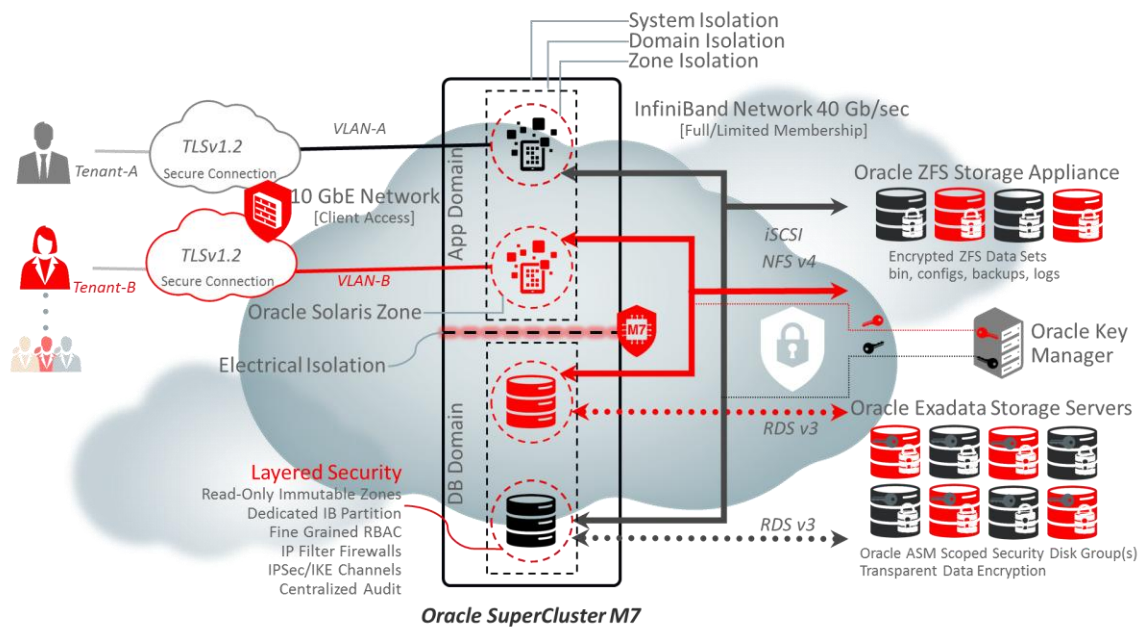 System Isolation
Domain Isolation
Zone Isolation
InfiniBand Network 40 Gb/sec
[Full/Limited Membership]
VLAN-A
TLSv1.2
Secure Connection
Tenant-A
10 GbE Network
[Client Access]
App Domain
Oracle ZFS Storage Appliance
iSCSI
NFS v4
Encrypted ZFS Data Sets
bin, configs, backups, logs
TLSv1.2
Secure Connection
Tenant-B
VLAN-B
Oracle Solaris Zone
M7
Electrical Isolation
Oracle Key
Manager
Oracle Exadata Storage Servers
RDS v3
DB Domain
Layered Security
Read-Only Immutable Zones
Dedicated IB Partition
Fine Grained RBAC
IP Filter Firewalls
IPSec/IKE Channels
Centralized Audit
RDS v3
Oracle ASM Scoped Security Disk Group(s)
Transparent Data Encryption
Oracle SuperCluster M7